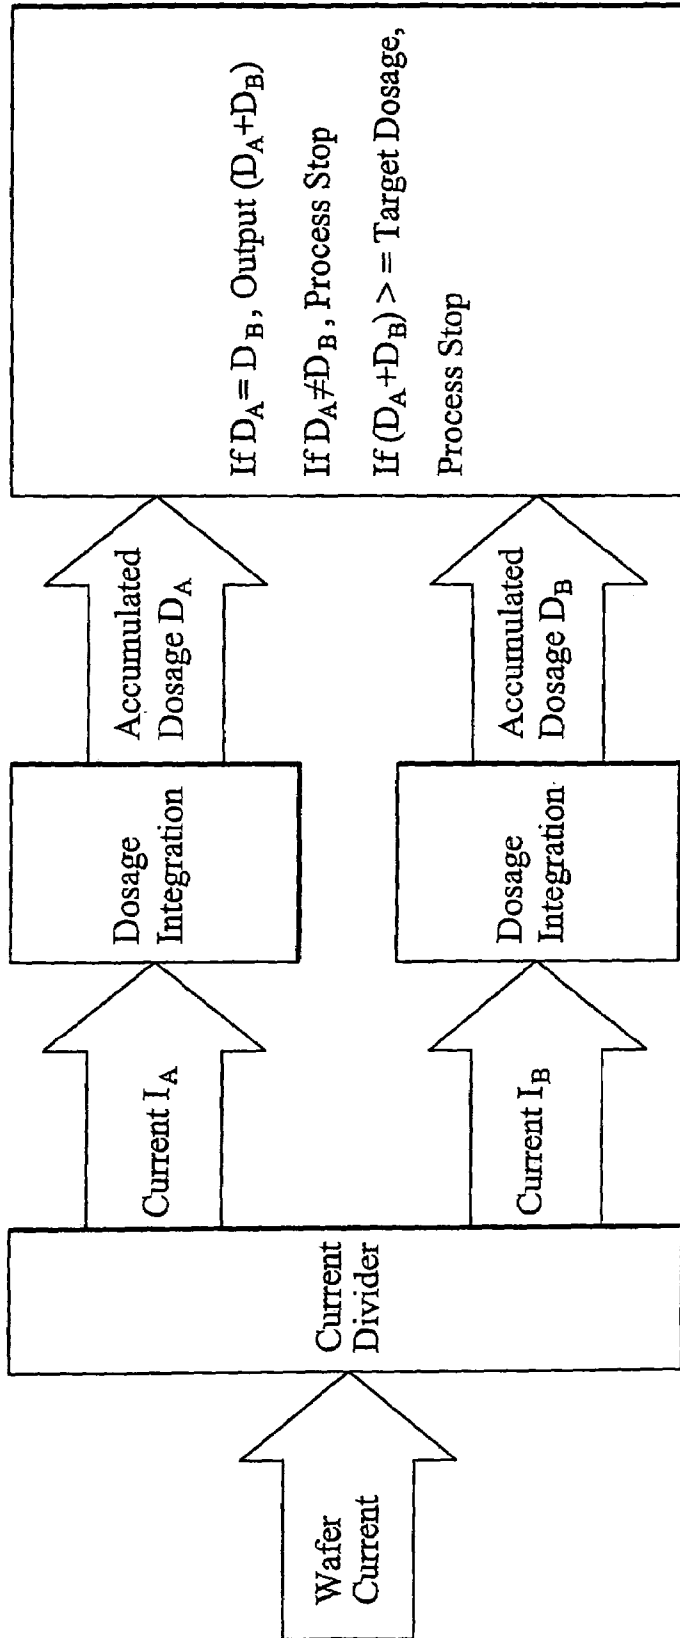 Wafer
Current
Current
Divider
Current I_A
Current I_B
Dosage
Integration
Dosage
Integration
Accumulated
Dosage D_A
Accumulated
Dosage D_B
If D_A = D_B, Output (D_A+D_B)
If D_A≠D_B, Process Stop
If (D_A+D_B) > = Target Dosage,
Process Stop